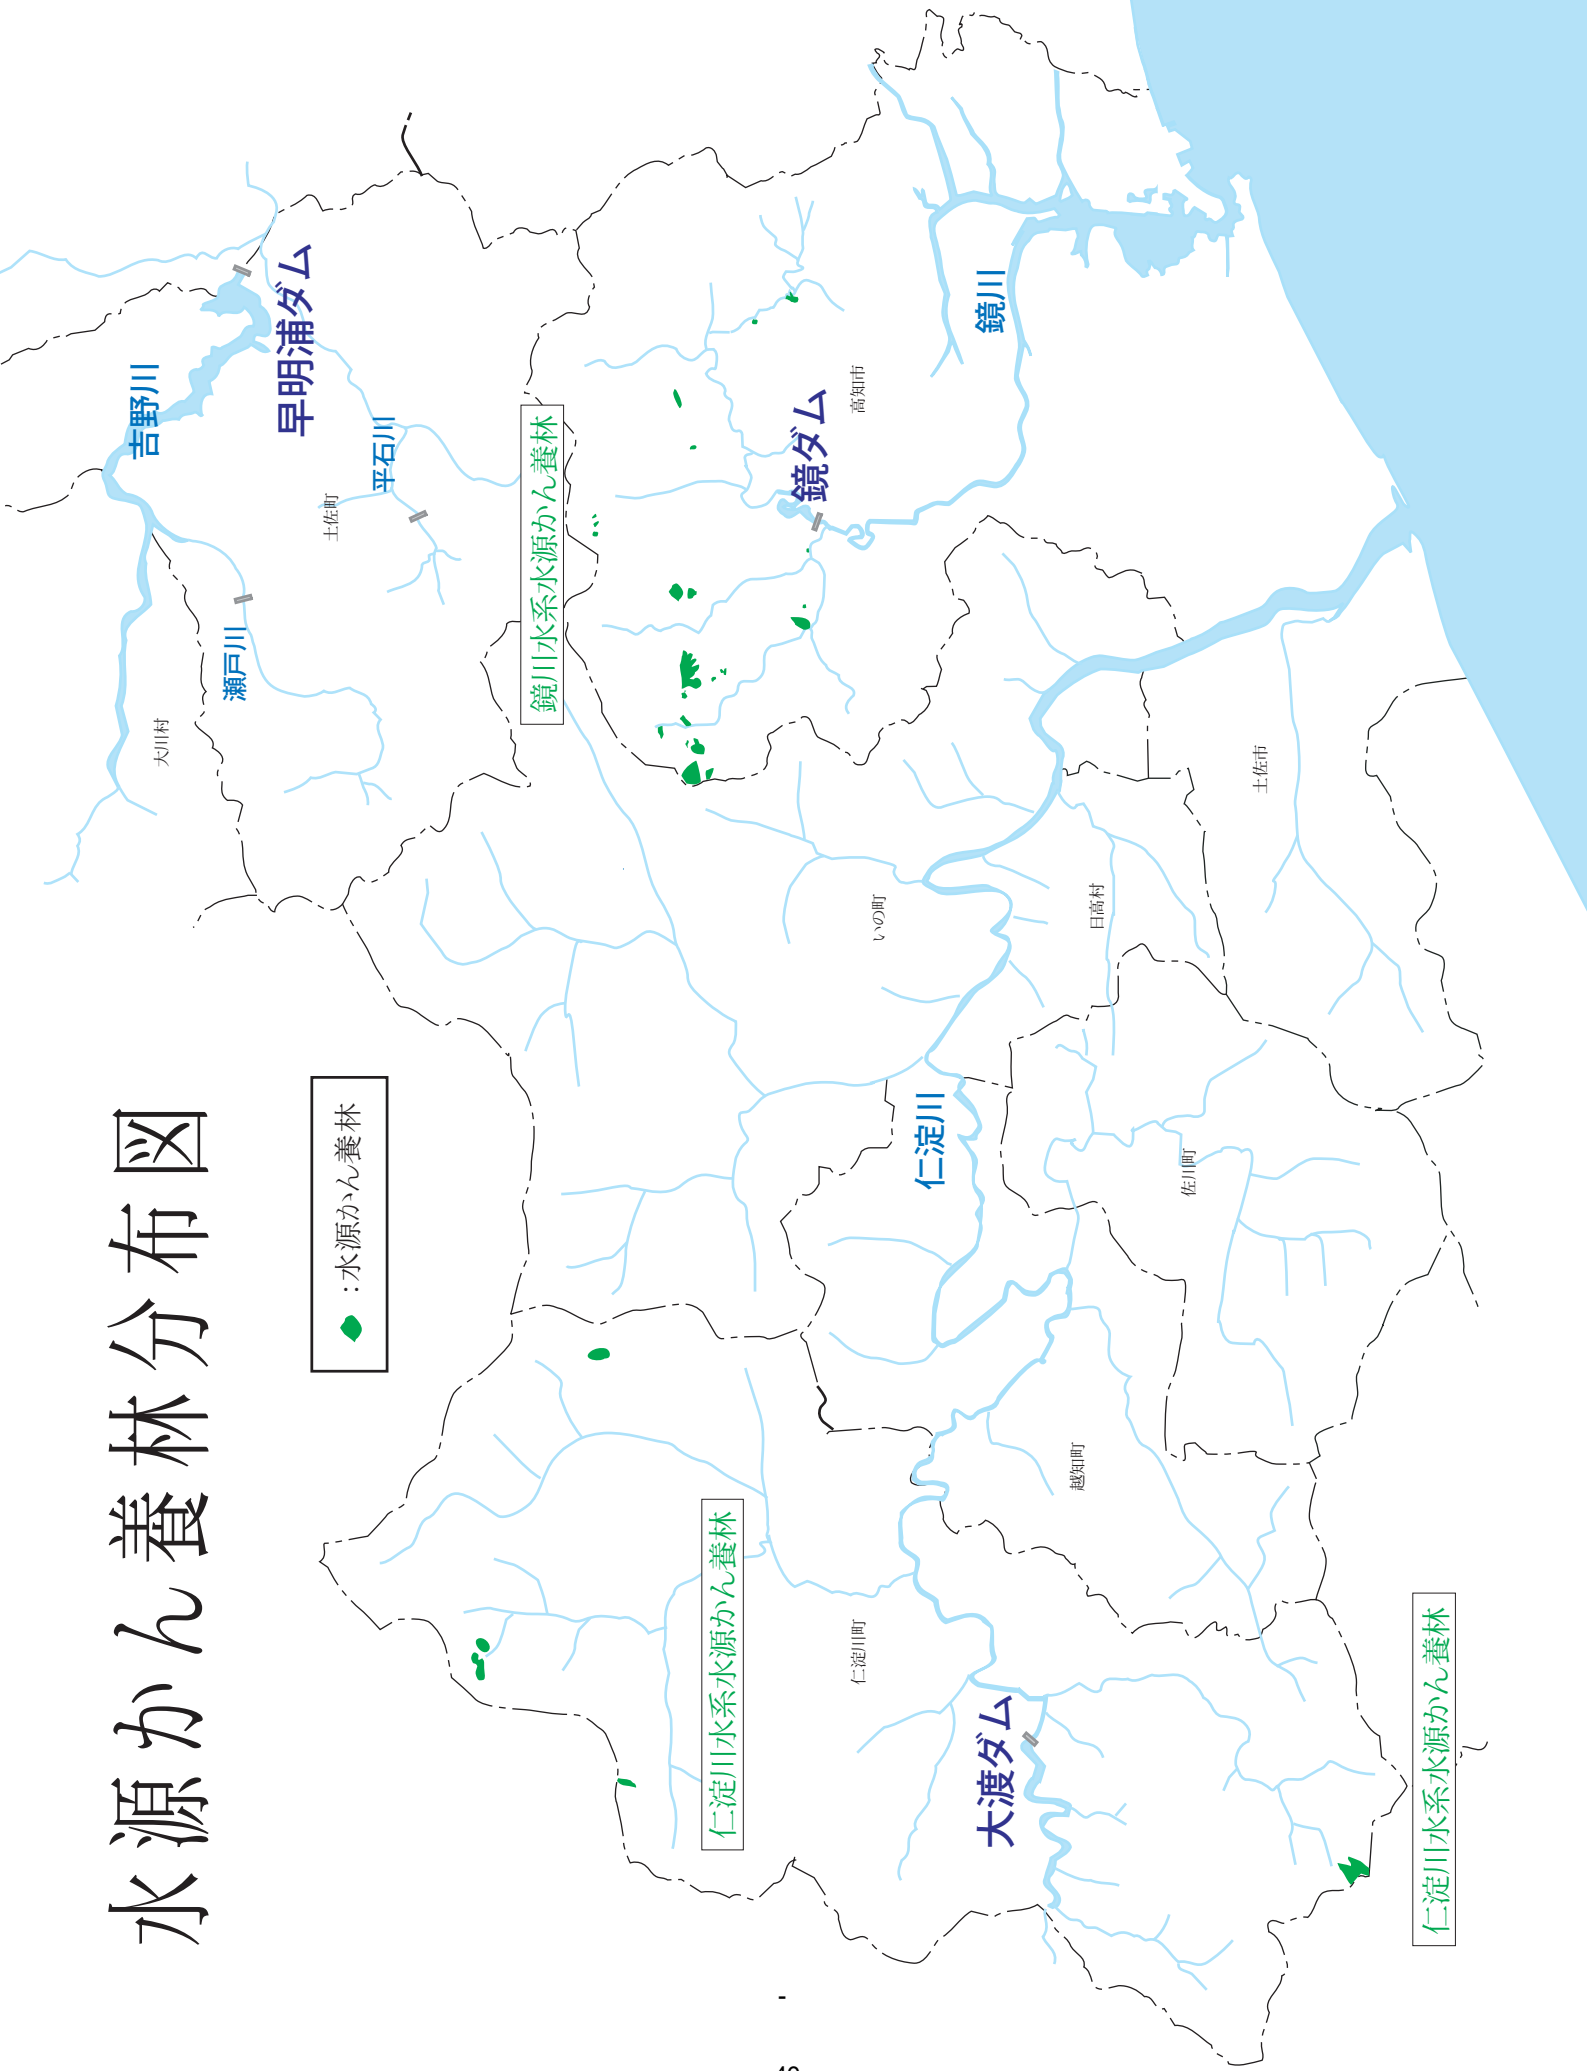 水源かん養林分布図
：水源かん養林
吉野川
早明浦ダム
平石川
土佐町
瀬戸川
大川村
鏡川水系水源かん養林
鏡川
高知市
鏡ダム
いの町
日高村
土佐市
仁淀川
佐川町
越知町
仁淀川水系水源かん養林
仁淀川町
大渡ダム
仁淀川水系水源かん養林
-